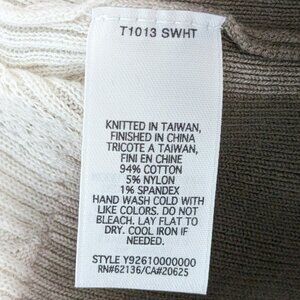 T1013 SWHT
KNITTED IN TAIWAN,
FINISHED IN CHINA
TRICOTE A TAIWAN,
FINI EN CHINE
94% COTTON
5% NYLON
1% SPANDEX
HAND WASH COLD WITH
LIKE COLORS. DO NOT
BLEACH. LAY FLAT TO
DRY. COOL IRON IF
NEEDED.
STYLE Y92610000000
RN#62136/CA#20625